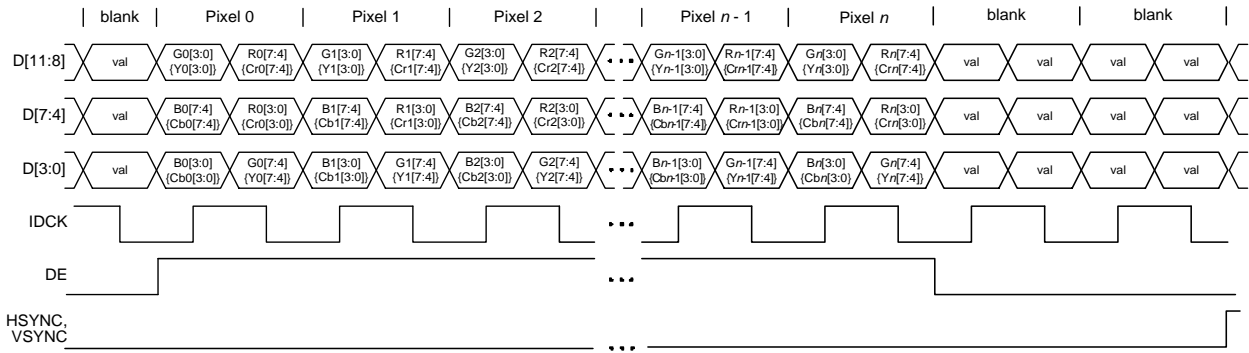 | blank | Pixel 0 | Pixel 1 | Pixel 2 | | Pixel n - 1 | Pixel n | blank | blank |
D[11:8] val G0[3:0] R0[7:4] G1[3:0] R1[7:4] G2[3:0] R2[7:4] ••• Gn-1[3:0] Rn-1[7:4] Gn[3:0] Rn[7:4] val val val val
{Y0[3:0]} {Cr0[7:4]} {Y1[3:0]} {Cr1[7:4]} {Y2[3:0]} {Cr2[7:4]} {Yn-1[3:0]} {Crn-1[7:4]} {Yn[3:0]} {Crn[7:4]}
D[7:4] val B0[7:4] R0[3:0] B1[7:4] R1[3:0] B2[7:4] R2[3:0] ••• Bn-1[7:4] Rn-1[3:0] Bn[7:4] Rn[3:0] val val val val
{Cb0[7:4]} {Cr0[3:0]} {Cb1[7:4]} {Cr1[3:0]} {Cb2[7:4]} {Cr2[3:0]} {Cbn-1[7:4]} {Crn-1[3:0]} {Cbn[7:4]} {Crn[3:0]}
D[3:0] val B0[3:0] G0[7:4] B1[3:0] G1[7:4] B2[3:0] G2[7:4] ••• Bn-1[3:0] Gn-1[7:4] Bn[3:0] Gn[7:4] val val val val
{Cb0[3:0]} {Y0[7:4]} {Cb1[3:0]} {Y1[7:4]} {Cb2[3:0]} {Y2[7:4]} {Cbn-1[3:0]} {Yn-1[7:4]} {Cbn[3:0} {Yn[7:4]}
IDCK •••
DE •••
HSYNC,
VSYNC •••